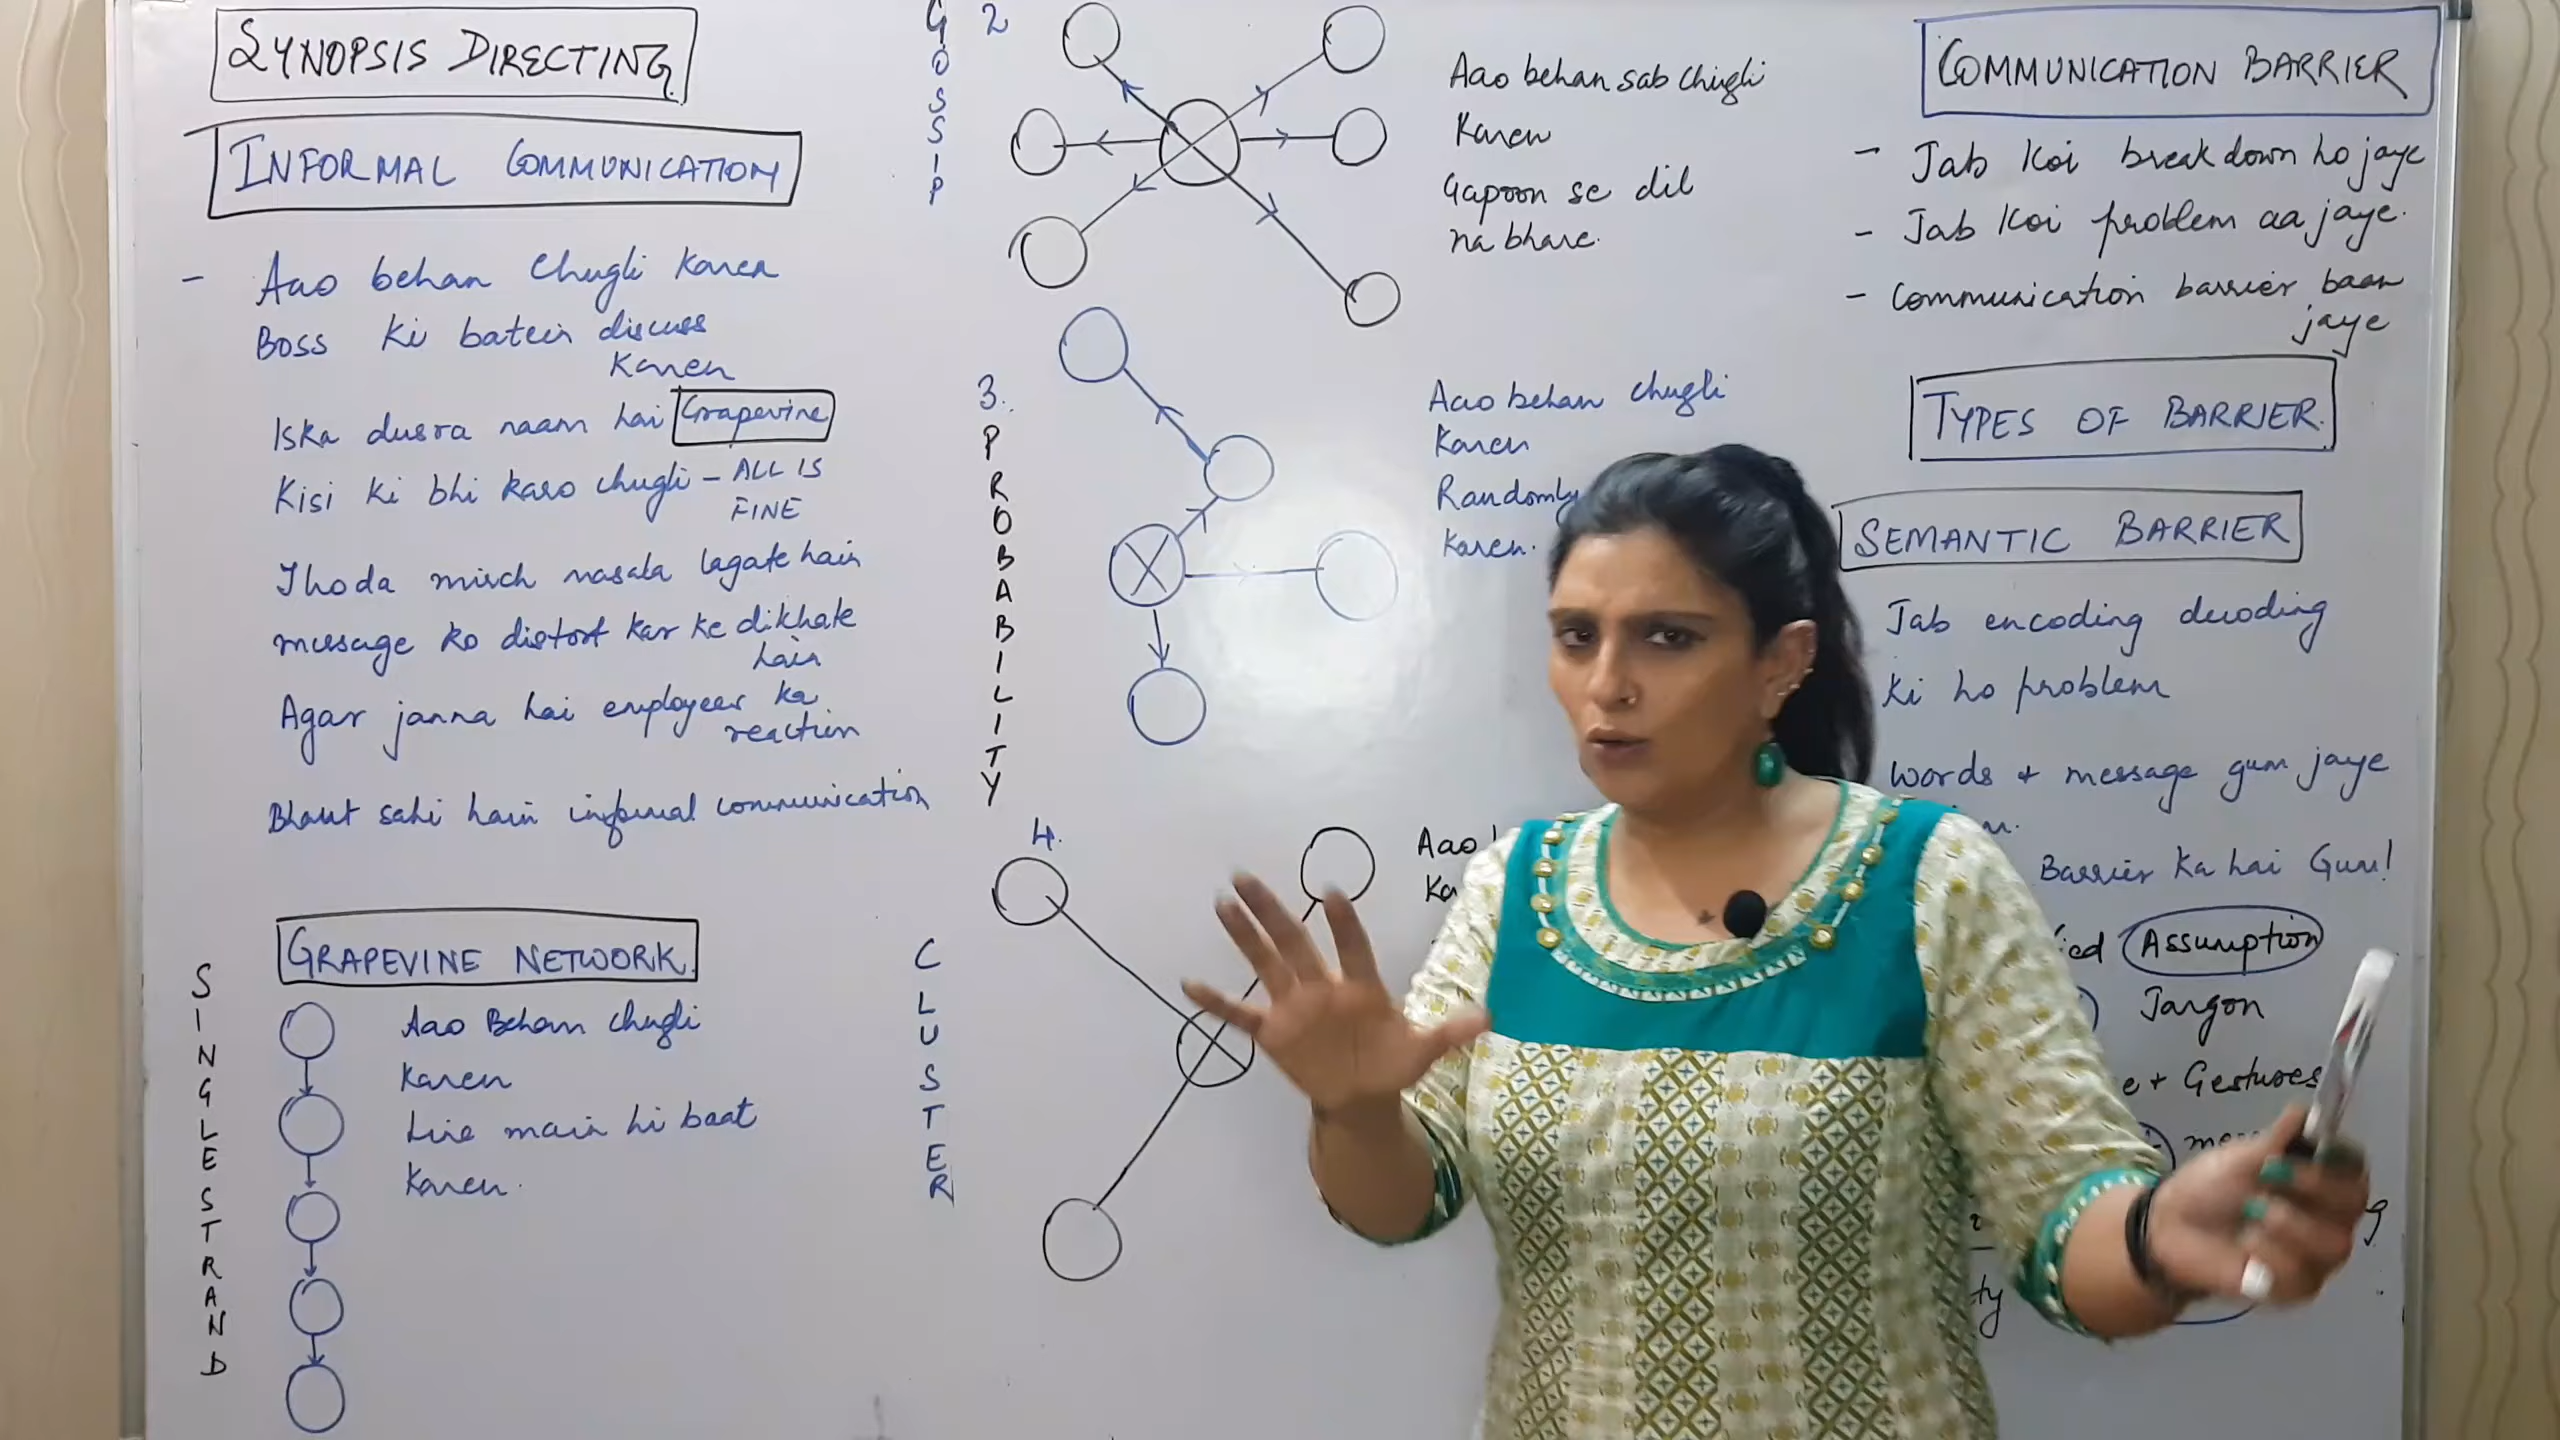 SYNOPSIS DIRECTING
INFORMAL COMMUNICATION
- Aao behan Chugli Karen
Boss ki batein discuss
Karen
Iska dusra naam hai Grapevine
Kisi ki bhi karo chugli - ALL IS
FINE
Thoda mirch masala lagate hain
message ko distort kar ke dikhate
hain
Agar janna hai employees ka
reaction
Bhaut sahi hain informal communication
GRAPEVINE NETWORK
SINGLE STRAND
Aao Behan Chugli
Karen
Line main hi baat
Karen.
GOSSIP
2
Aao behan sab Chugli
Karen
Gapoon se dil
na bhare.
3.
PROBABILITY
Aao behan chugli
Karen
Randomly
Karen.
4.
CLUSTER
Aao
Ka
COMMUNICATION BARRIER
- Jab Koi breakdown ho jaye
- Jab Koi problem aa jaye.
- Communication barrier baan
jaye
TYPES OF BARRIER.
SEMANTIC BARRIER
Jab encoding decoding
Ki ho problem
Words + message gum jaye
Barrier Ka hai Guru!
ied Assumption
Jargon
e + Gestures
ty